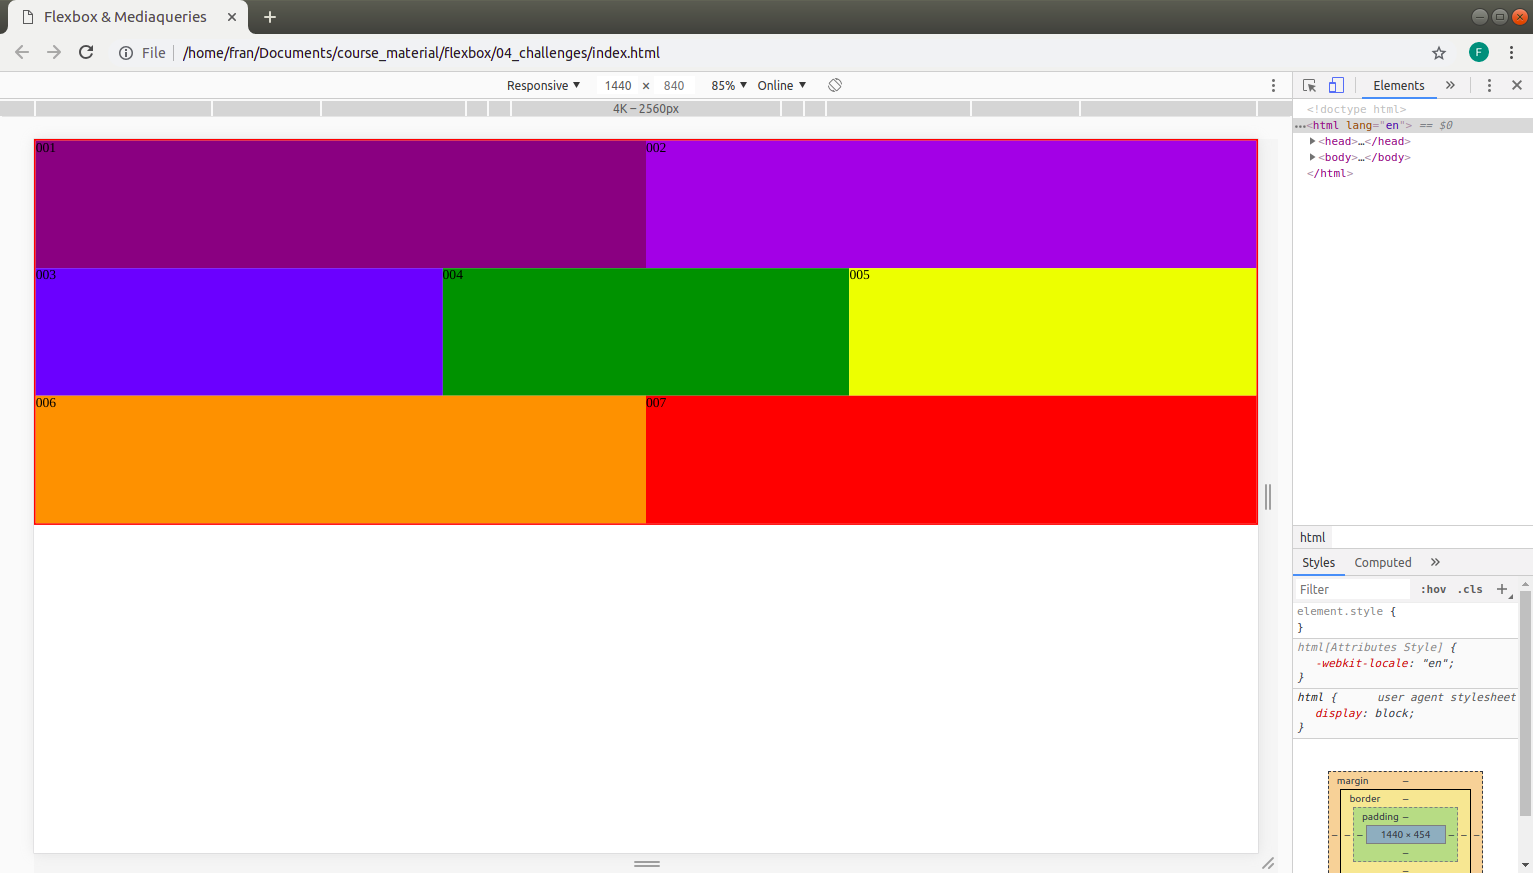 Flexbox & Mediaqueries
File /home/fran/Documents/course_material/flexbox/04_challenges/index.html
F
Responsive 1440 × 840 85% Online
4K – 2560px
001 002
003 004 005
006 007
Elements
<!doctype html>
…<html lang="en"> == $0
<head>…</head>
<body>…</body>
</html>
html
Styles Computed
Filter :hov .cls
element.style {
}
html[Attributes Style] {
-webkit-locale: "en";
}
html { user agent stylesheet
display: block;
}
margin –
border –
padding –
– – – 1440 × 454 – – –
–
–